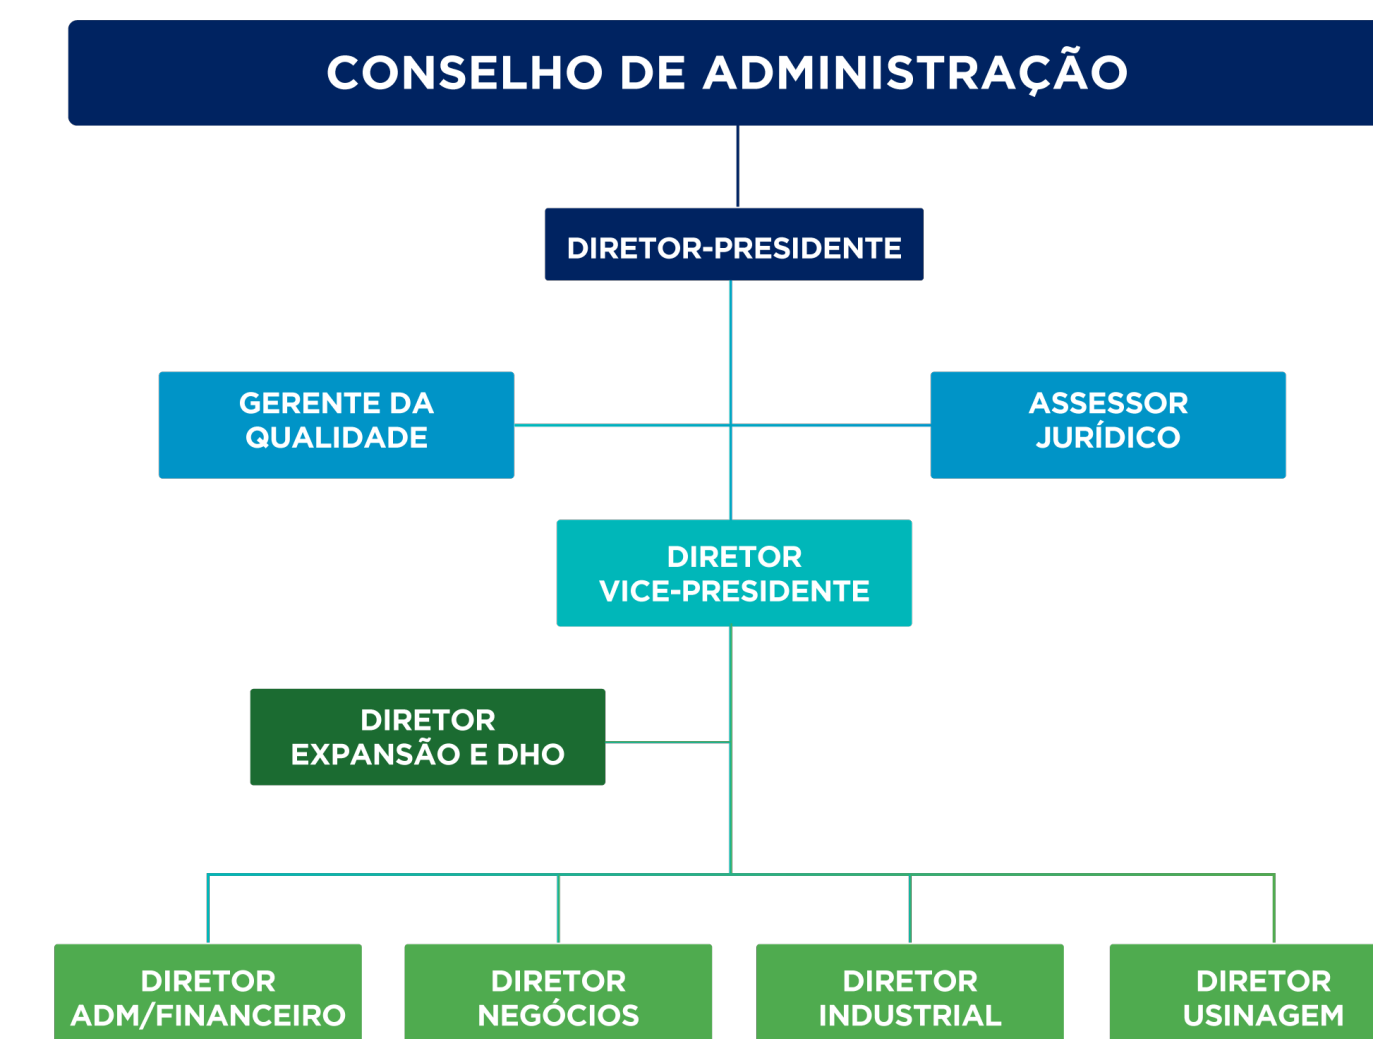 CONSELHO DE ADMINISTRAÇÃO
DIRETOR-PRESIDENTE
GERENTE DA
QUALIDADE
ASSESSOR
JURÍDICO
DIRETOR
VICE-PRESIDENTE
DIRETOR
EXPANSÃO E DHO
DIRETOR
ADM/FINANCEIRO
DIRETOR
NEGÓCIOS
DIRETOR
INDUSTRIAL
DIRETOR
USINAGEM